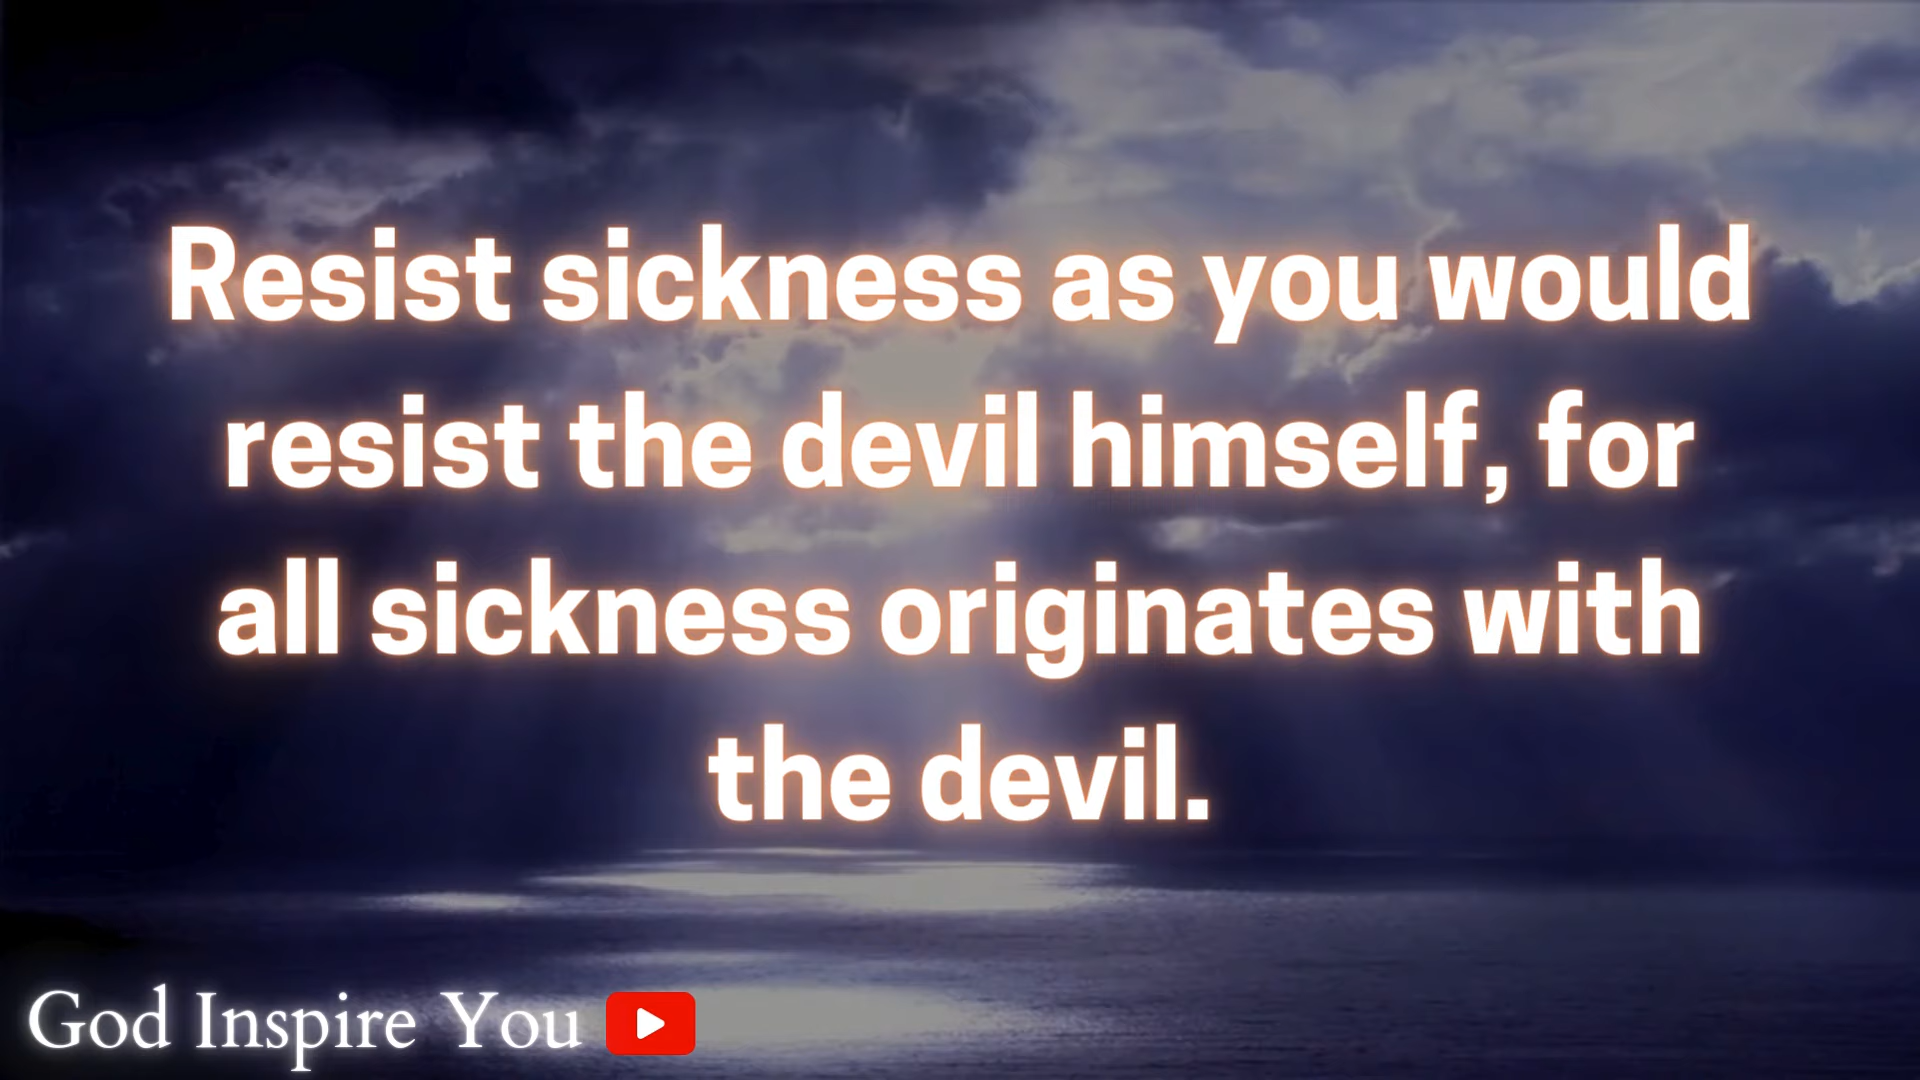 Resist sickness as you would
resist the devil himself, for
all sickness originates with
the devil.
God Inspire You